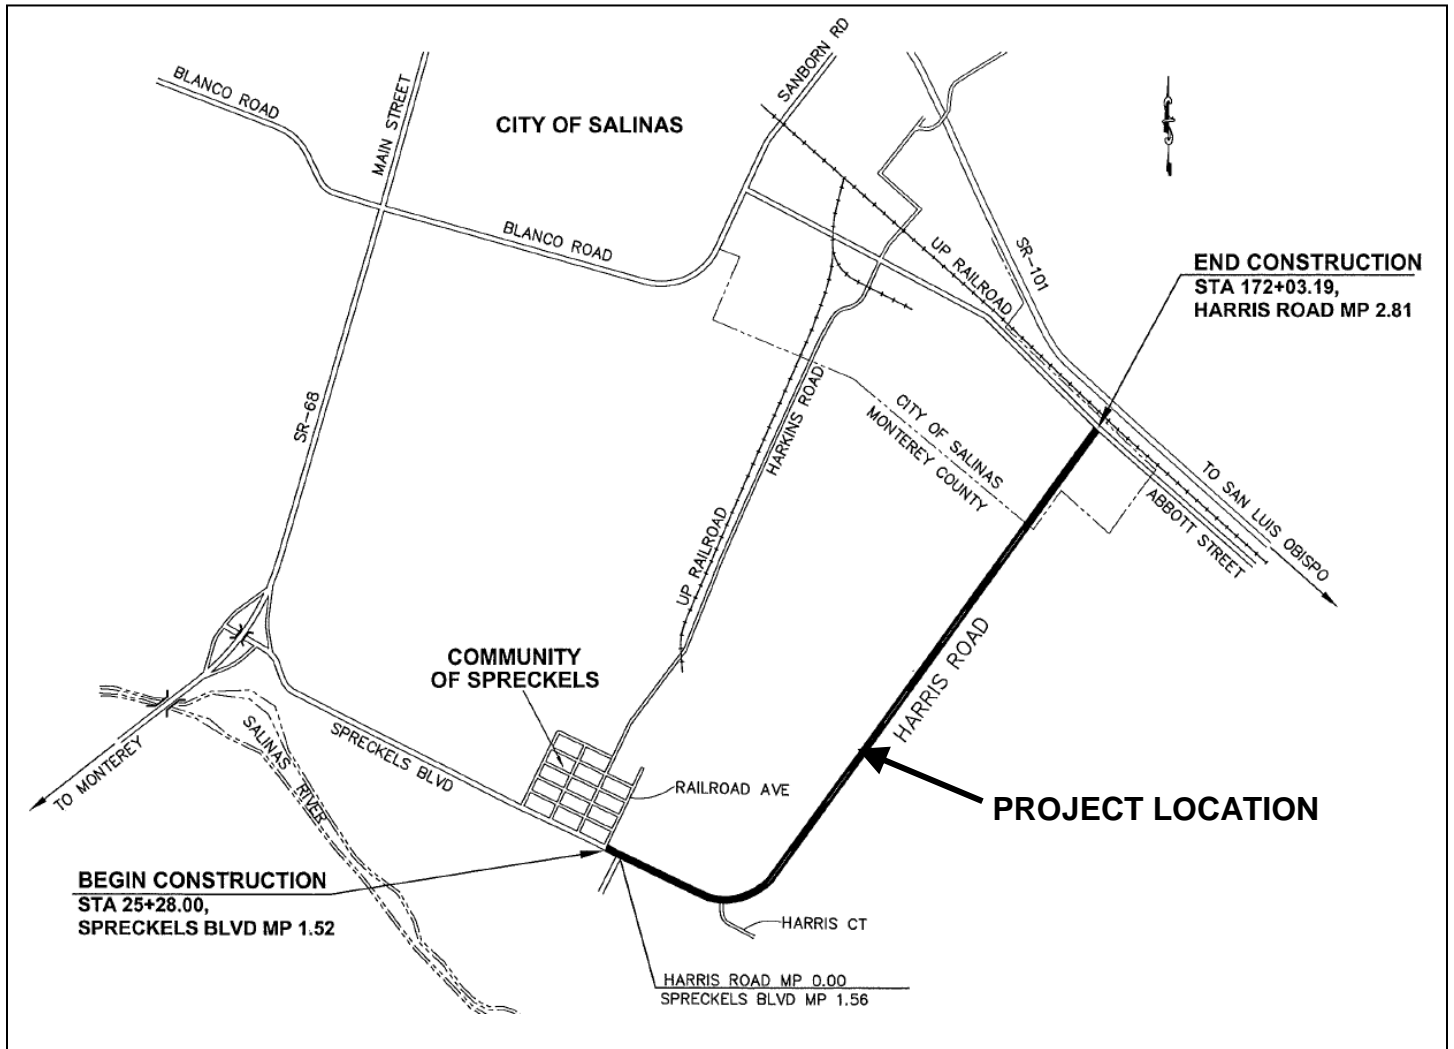 BLANCO ROAD
MAIN STREET
CITY OF SALINAS
SANBORN RD
BLANCO ROAD
UP RAILROAD
SR-101
END CONSTRUCTION
STA 172+03.19,
HARRIS ROAD MP 2.81
SR-68
HARKINS ROAD
CITY OF SALINAS
MONTEREY COUNTY
TO SAN LUIS OBISPO
ABBOTT STREET
UP RAILROAD
HARRIS ROAD
COMMUNITY
OF SPRECKELS
SPRECKELS BLVD
SALINAS
RIVER
TO MONTEREY
RAILROAD AVE
PROJECT LOCATION
BEGIN CONSTRUCTION
STA 25+28.00,
SPRECKELS BLVD MP 1.52
HARRIS CT
HARRIS ROAD MP 0.00
SPRECKELS BLVD MP 1.56